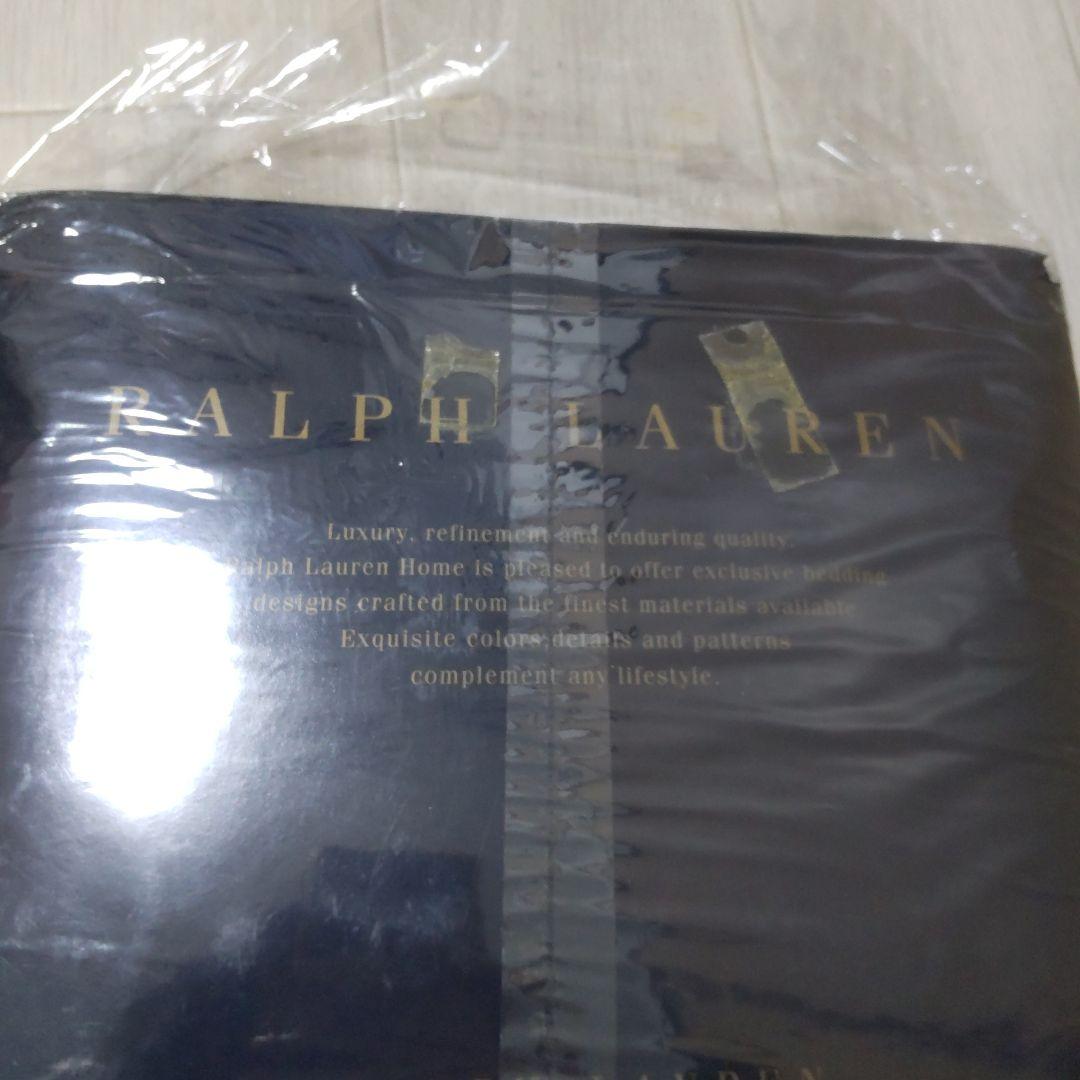 RALPH LAUREN
Luxury, refinement and enduring quality.
Ralph Lauren Home is pleased to offer exclusive bedding
designs crafted from the finest materials available
Exquisite colors, details and patterns
complement any lifestyle.
LAUREN